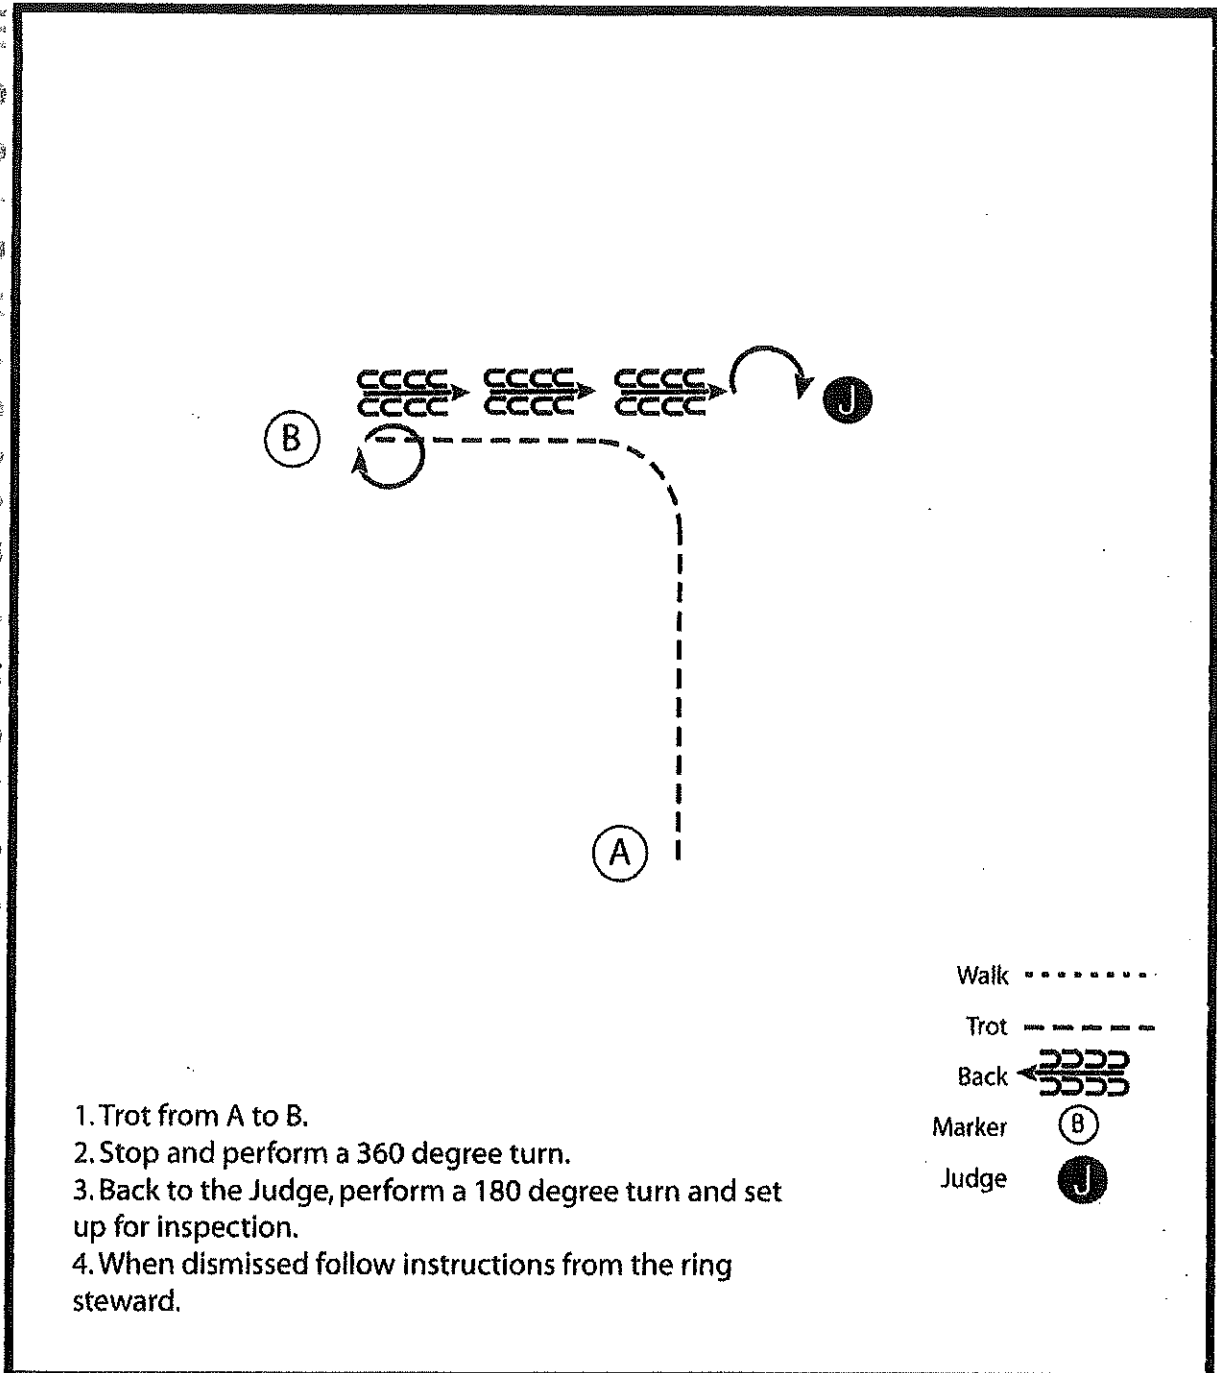 B
J
A
Walk
Trot
Back
Marker B
Judge J
1. Trot from A to B.
2. Stop and perform a 360 degree turn.
3. Back to the Judge, perform a 180 degree turn and set
up for inspection.
4. When dismissed follow instructions from the ring
steward.